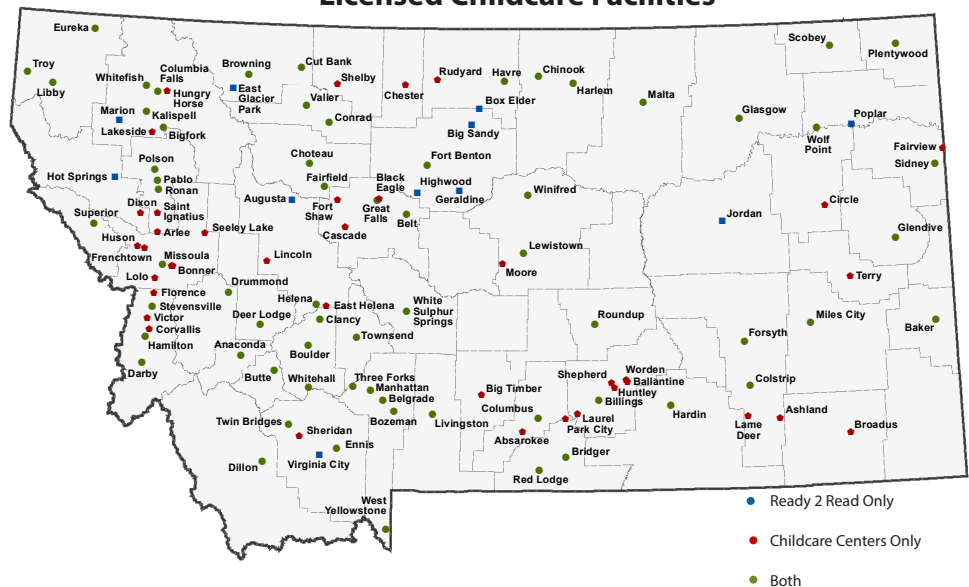 Licensed Childcare Facilities
Eureka
Troy
Libby
Whitefish
Columbia
Falls
Hungry
Horse
Kalispell
Marion
Lakeside
Bigfork
Browning
Cut Bank
East
Glacier
Park
Shelby
Valier
Conrad
Chester
Rudyard
Havre
Chinook
Harlem
Box Elder
Big Sandy
Malta
Scobey
Plentywood
Glasgow
Wolf
Point
Poplar
Fairview
Sidney
Polson
Pablo
Ronan
Hot Springs
Dixon
Saint
Ignatius
Superior
Arlee
Seeley Lake
Huson
Frenchtown
Missoula
Bonner
Lolo
Choteau
Fairfield
Augusta
Fort
Shaw
Black
Eagle
Great
Falls
Cascade
Belt
Fort Benton
Highwood
Geraldine
Winifred
Lewistown
Moore
Jordan
Circle
Glendive
Terry
Lincoln
Drummond
Florence
Stevensville
Victor
Corvallis
Hamilton
Darby
Deer Lodge
Anaconda
Helena
East Helena
Clancy
White
Sulphur
Springs
Townsend
Boulder
Butte
Whitehall
Three Forks
Manhattan
Belgrade
Bozeman
Livingston
Roundup
Miles City
Baker
Forsyth
Colstrip
Big Timber
Columbus
Absarokee
Shepherd
Worden
Ballantine
Huntley
Billings
Laurel
Park City
Hardin
Lame
Deer
Ashland
Broadus
Bridger
Red Lodge
Twin Bridges
Sheridan
Ennis
Virginia City
Dillon
West
Yellowstone
Ready 2 Read Only
Childcare Centers Only
Both